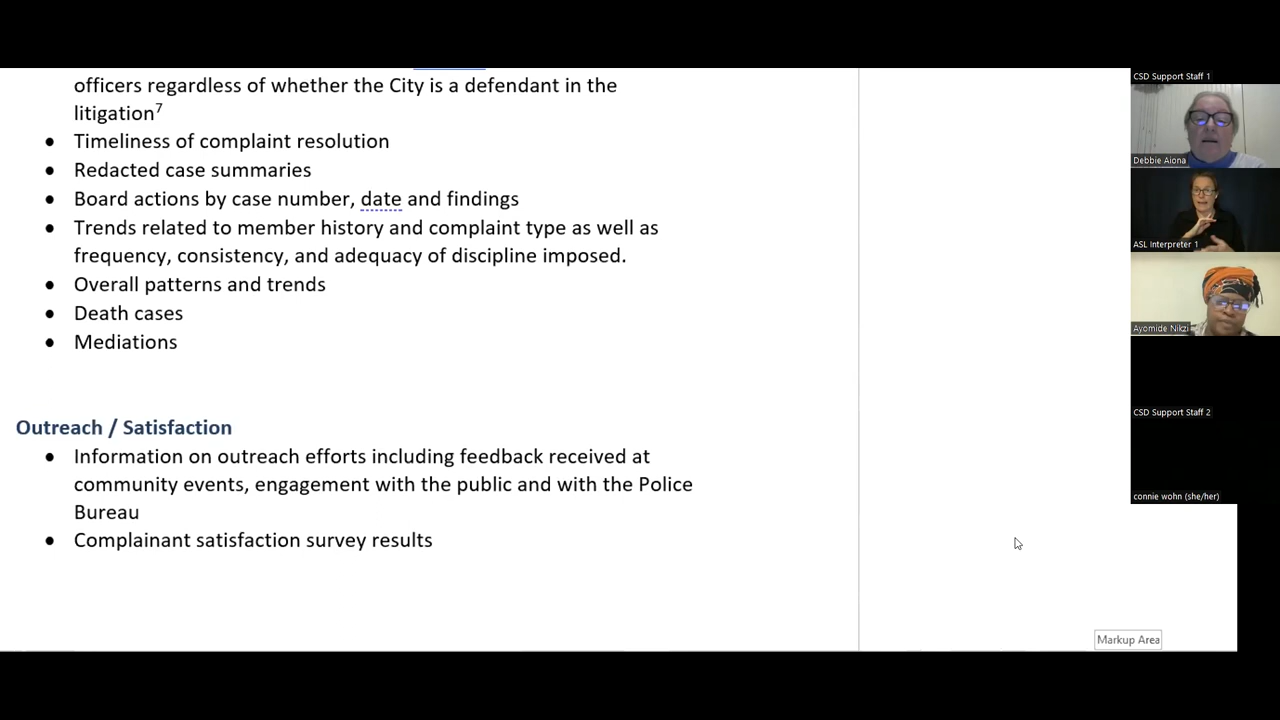 officers regardless of whether the City is a defendant in the
litigation7
● Timeliness of complaint resolution
● Redacted case summaries
● Board actions by case number, date and findings
● Trends related to member history and complaint type as well as
frequency, consistency, and adequacy of discipline imposed.
● Overall patterns and trends
● Death cases
● Mediations
Outreach / Satisfaction
● Information on outreach efforts including feedback received at
community events, engagement with the public and with the Police
Bureau
● Complainant satisfaction survey results
Markup Area
CSD Support Staff 1
Debbie Aiona
ASL Interpreter 1
Ayomide Nikzi
CSD Support Staff 2
connie wohn (she/her)